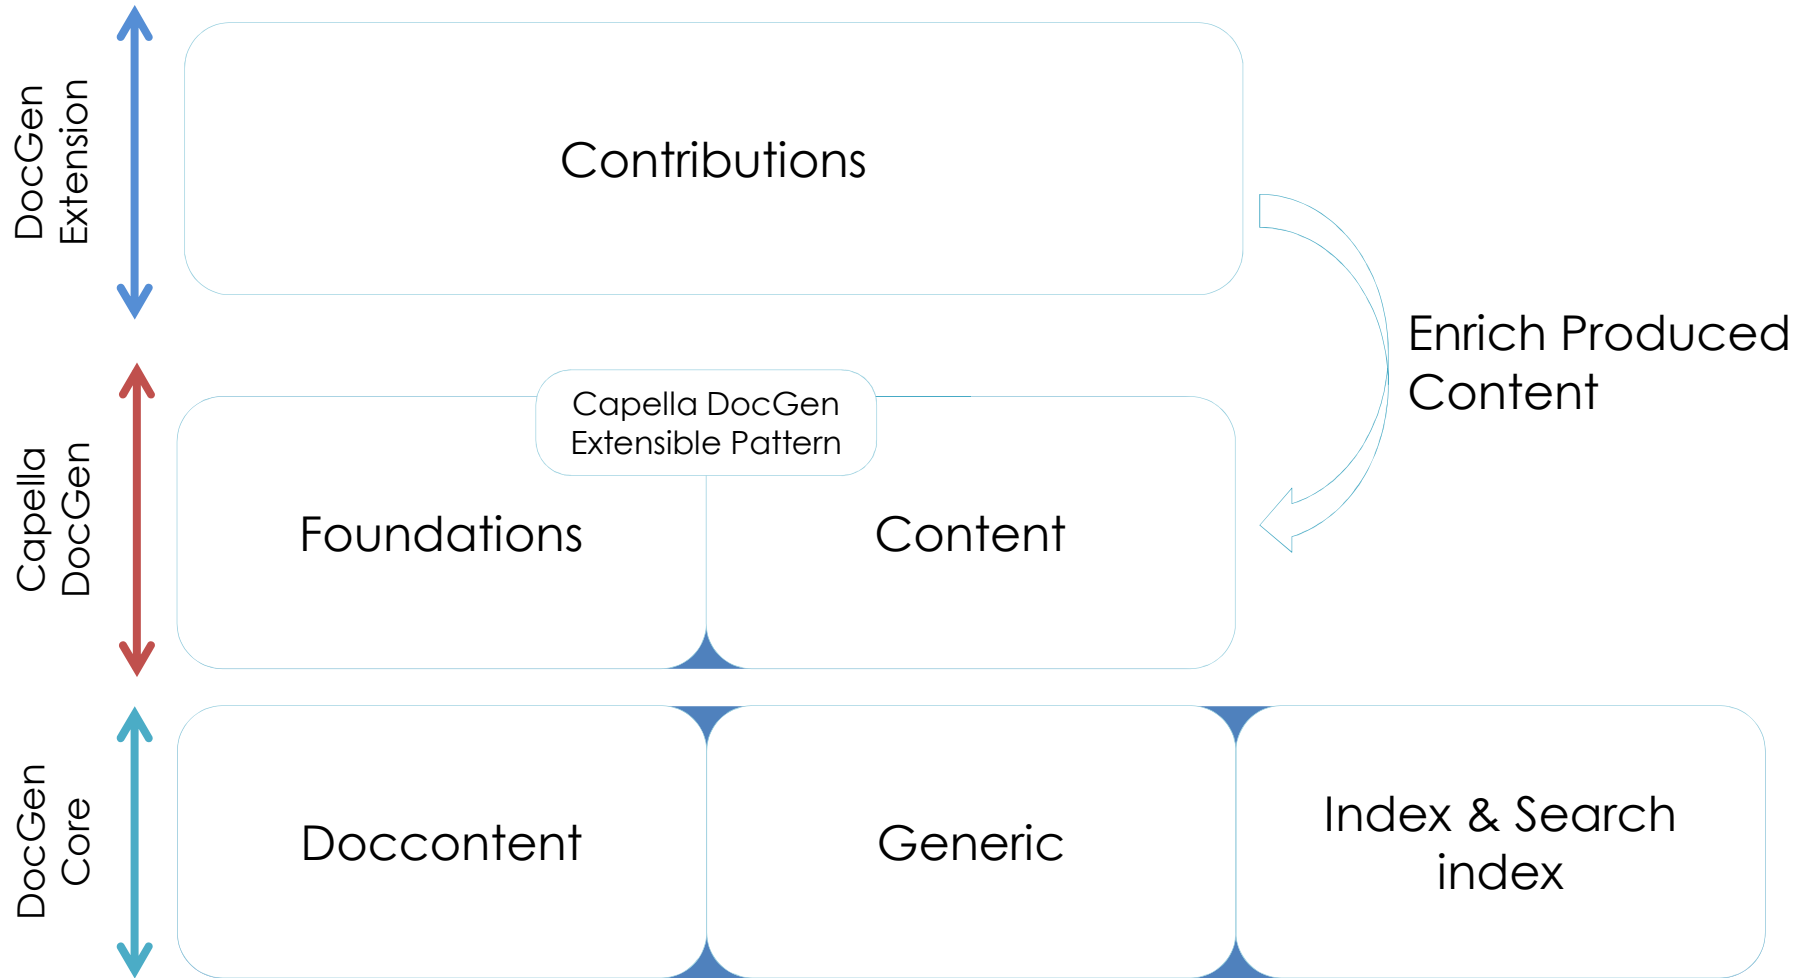 DocGen
Extension
Contributions
Enrich Produced
Content
Capella
DocGen
Capella DocGen
Extensible Pattern
Foundations
Content
DocGen
Core
Doccontent
Generic
Index & Search
index